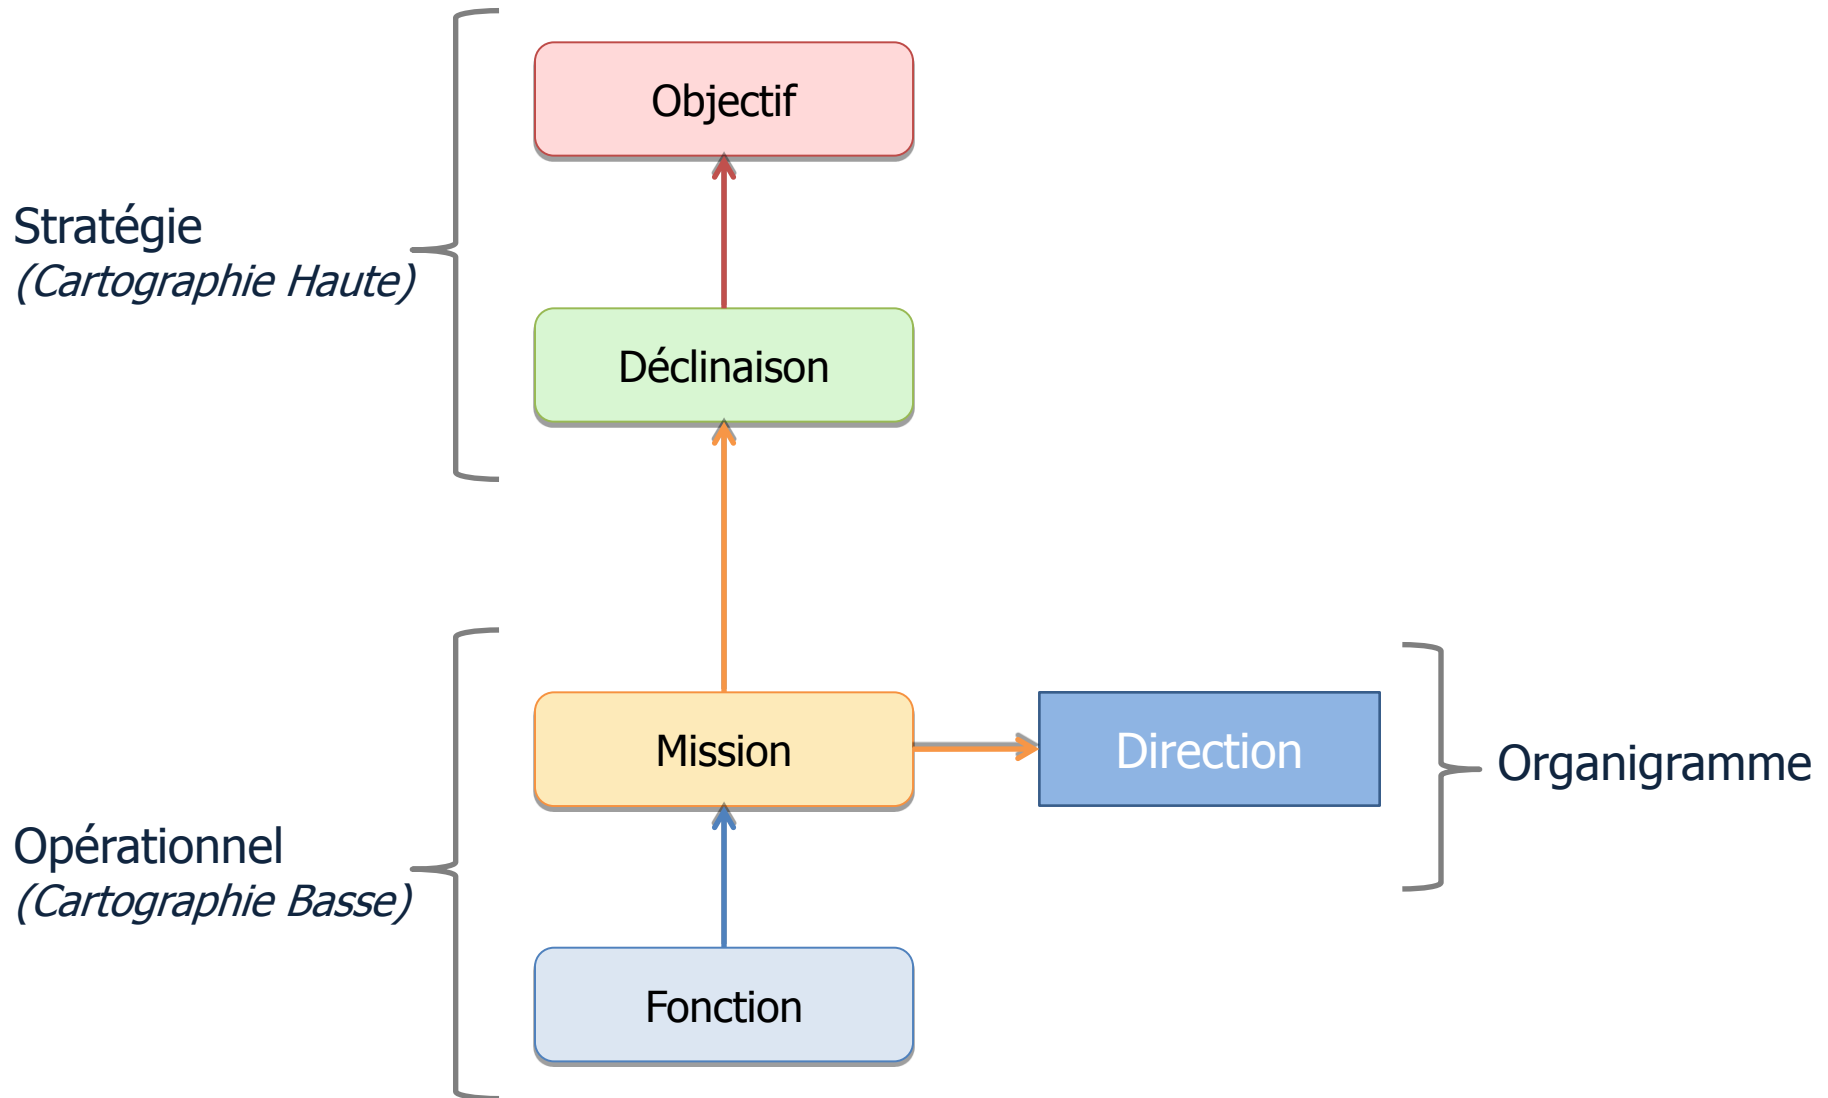 Objectif
Stratégie
(Cartographie Haute)
Déclinaison
Mission
Direction
Organigramme
Opérationnel
(Cartographie Basse)
Fonction